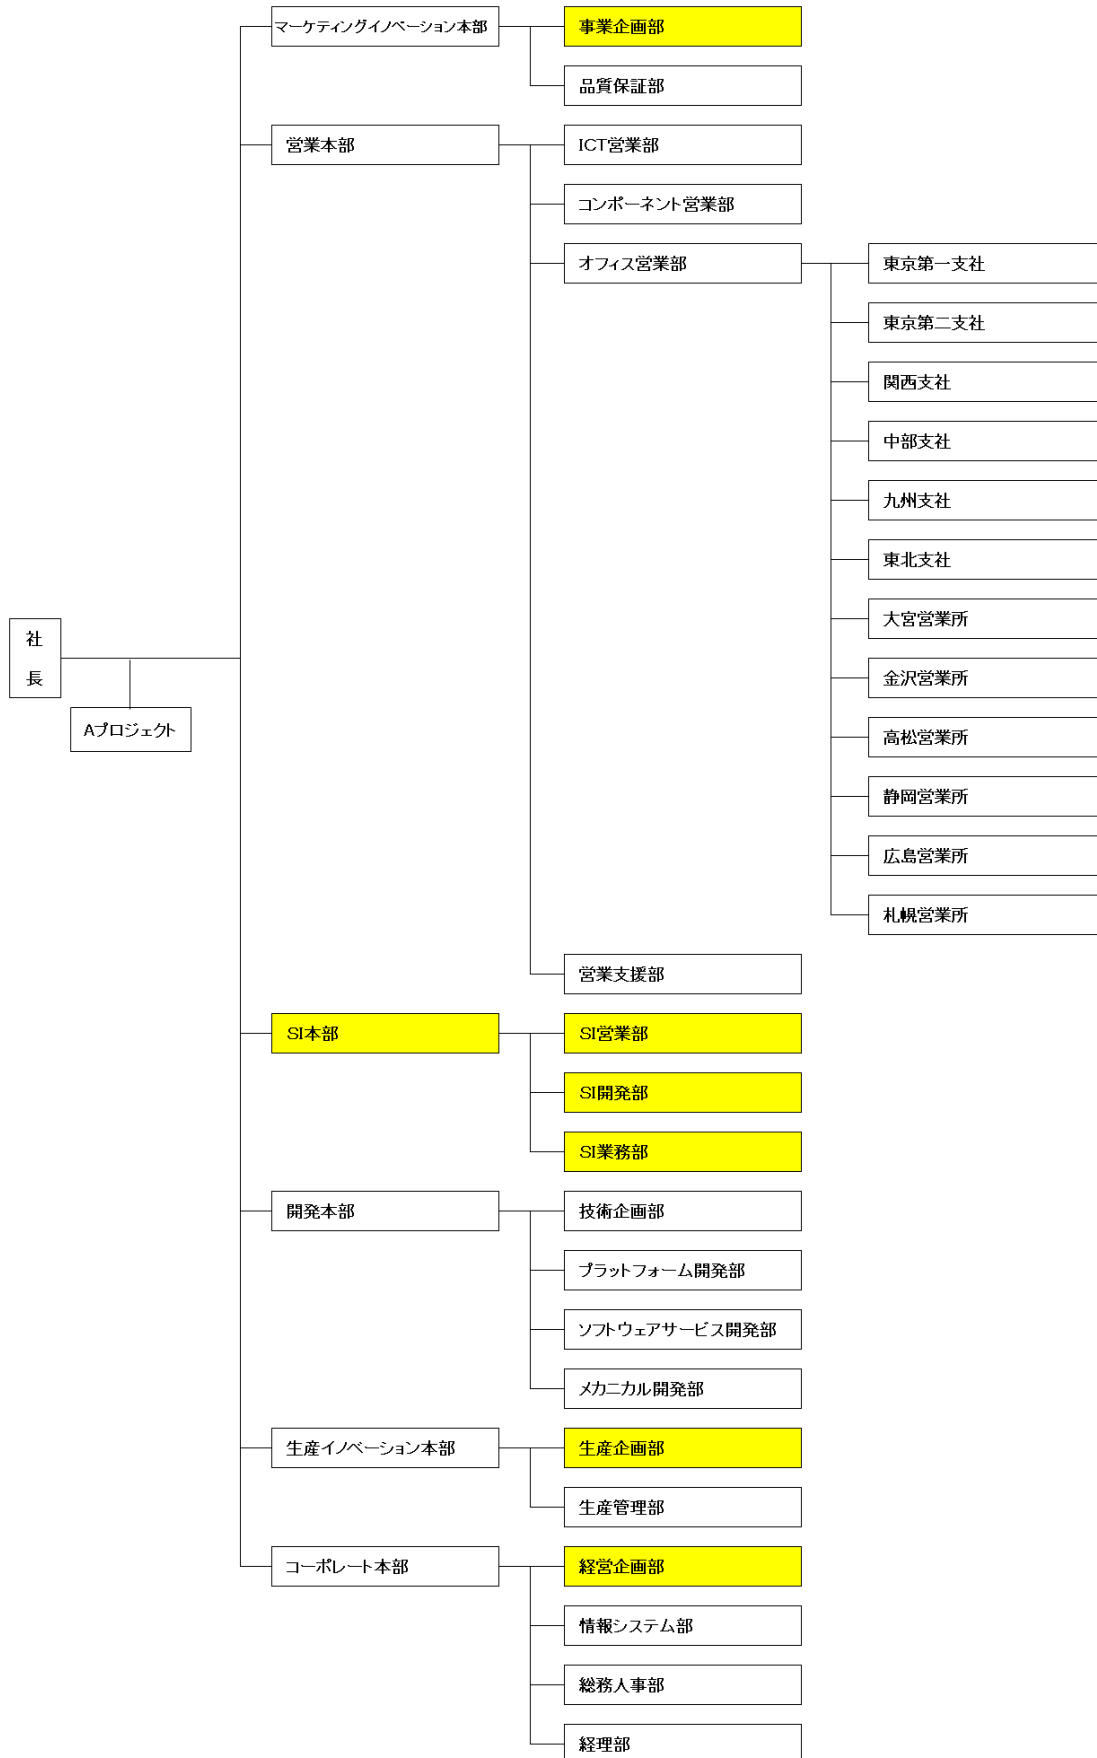 マーケティングイノベーション本部
事業企画部
品質保証部
営業本部
ICT営業部
コンポーネント営業部
オフィス営業部
東京第一支社
東京第二支社
関西支社
中部支社
九州支社
東北支社
大宮営業所
金沢営業所
高松営業所
静岡営業所
広島営業所
札幌営業所
社
長
Aプロジェクト
営業支援部
SI本部
SI営業部
SI開発部
SI業務部
開発本部
技術企画部
プラットフォーム開発部
ソフトウェアサービス開発部
メカニカル開発部
生産イノベーション本部
生産企画部
生産管理部
コーポレート本部
経営企画部
情報システム部
総務人事部
経理部